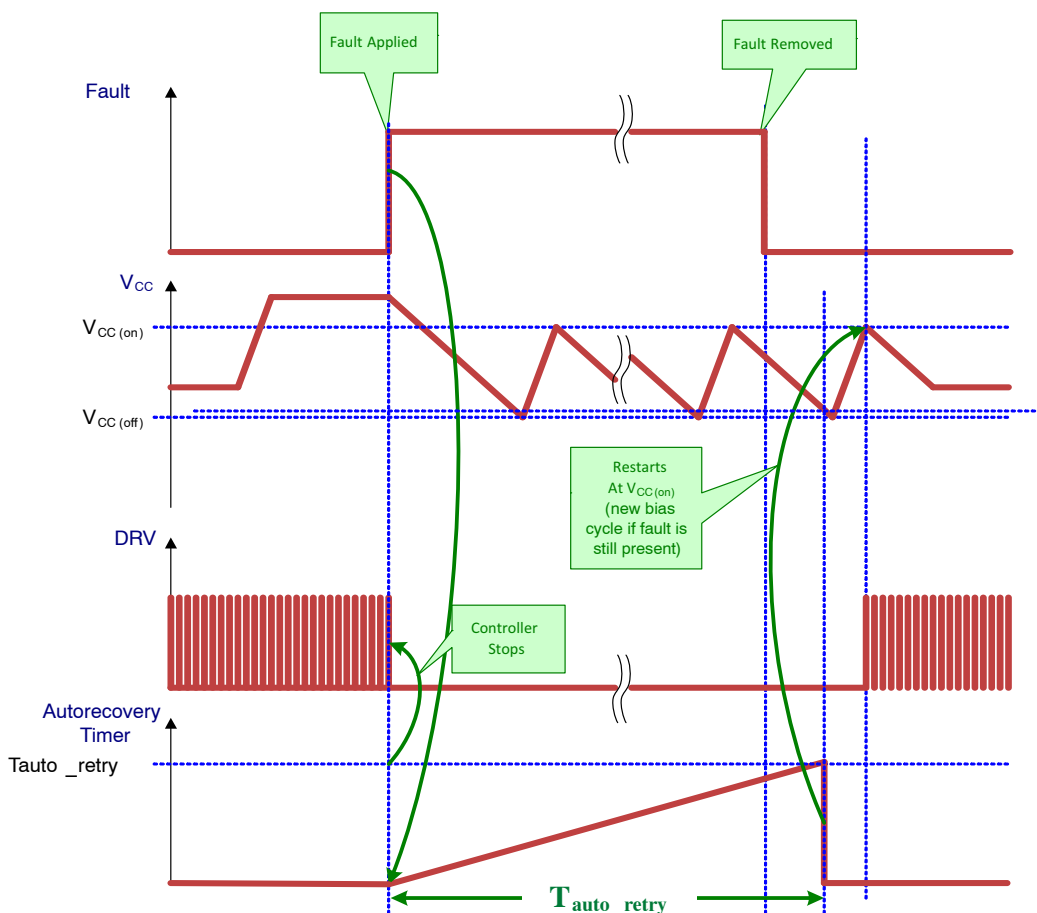 Fault Applied
Fault Removed
Fault
VCC
VCC (on)
VCC (off)
Restarts
At VCC (on)
(new bias
cycle if fault is
still present)
DRV
Controller
Stops
Autorecovery
Timer
Tauto _retry
Tauto retry